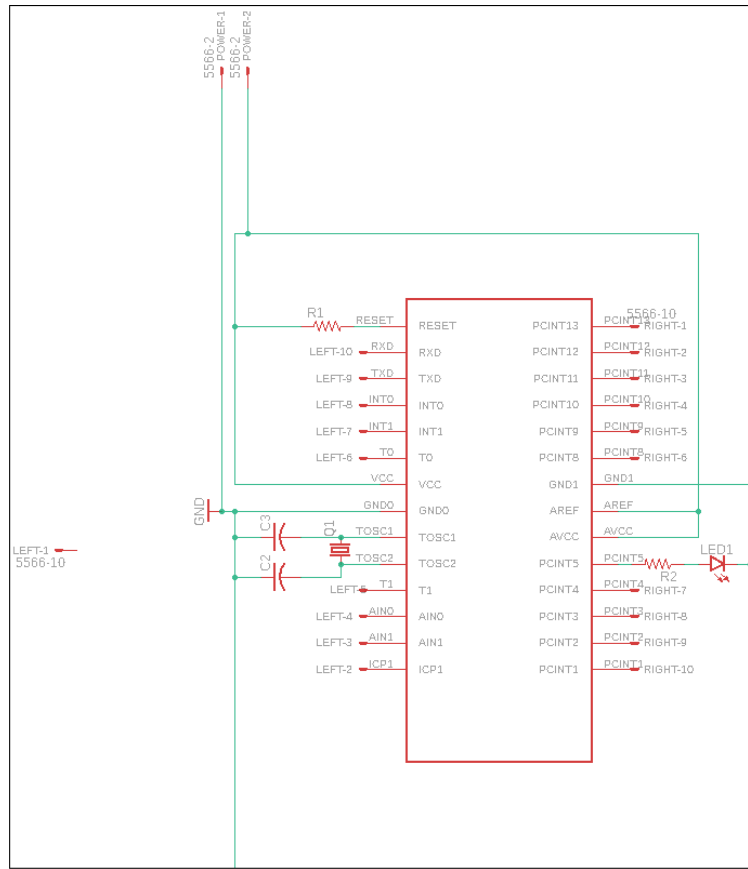 5566-2
POWER-1
5566-2
POWER-2
R1
RESET
RESET
PCINT13
PCINT13
5566-10
RIGHT-1
LEFT-10
RXD
RXD
PCINT12
PCINT12
RIGHT-2
LEFT-9
TXD
TXD
PCINT11
PCINT11
RIGHT-3
LEFT-8
INT0
INT0
PCINT10
PCINT10
RIGHT-4
LEFT-7
INT1
INT1
PCINT9
PCINT9
RIGHT-5
LEFT-6
T0
T0
PCINT8
PCINT8
RIGHT-6
VCC
VCC
GND1
GND1
GND
GND0
GND0
AREF
AREF
C3
Q1
TOSC1
TOSC1
AVCC
AVCC
LEFT-1
5566-10
C2
TOSC2
TOSC2
PCINT5
PCINT5
R2
LED1
LEFT-5
T1
T1
PCINT4
PCINT4
RIGHT-7
LEFT-4
AIN0
AIN0
PCINT3
PCINT3
RIGHT-8
LEFT-3
AIN1
AIN1
PCINT2
PCINT2
RIGHT-9
LEFT-2
ICP1
ICP1
PCINT1
PCINT1
RIGHT-10